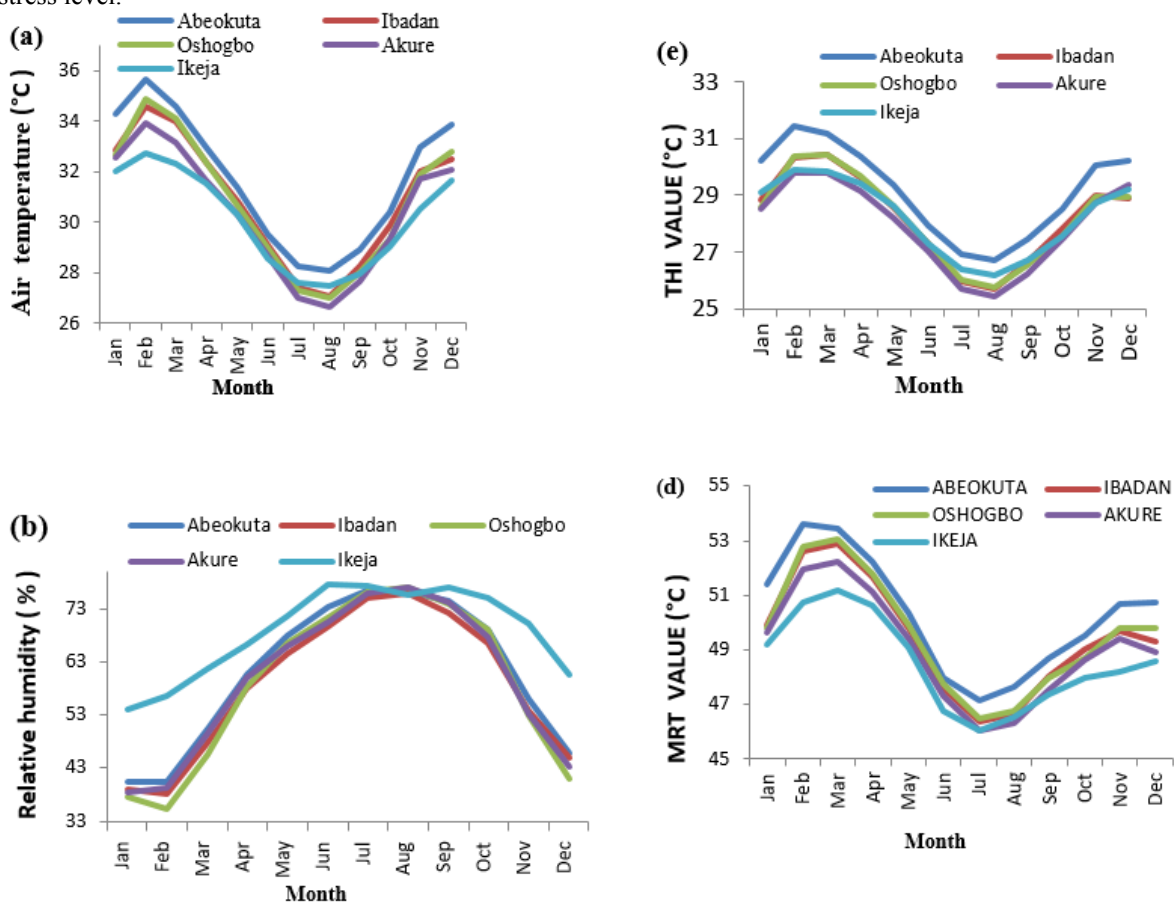 stress level.
(a)
Abeokuta Ibadan
Oshogbo Akure
Ikeja
Air temperature (°C)
36
34
32
30
28
26
Jan Feb Mar Apr May Jun Jul Aug Sep Oct Nov Dec
Month
(e)
Abeokuta Ibadan
Oshogbo Akure
Ikeja
THI VALUE (°C)
33
31
29
27
25
Jan Feb Mar Apr May Jun Jul Aug Sep Oct Nov Dec
Month
(b)
Abeokuta Ibadan Oshogbo
Akure Ikeja
Relative humidity ( % )
73
63
53
43
33
Jan Feb Mar Apr May Jun Jul Aug Sep Oct Nov Dec
Month
(d)
ABEOKUTA IBADAN
OSHOGBO AKURE
IKEJA
MRT VALUE (°C)
55
53
51
49
47
45
Jan Feb Mar Apr May Jun Jul Aug Sep Oct Nov Dec
Month